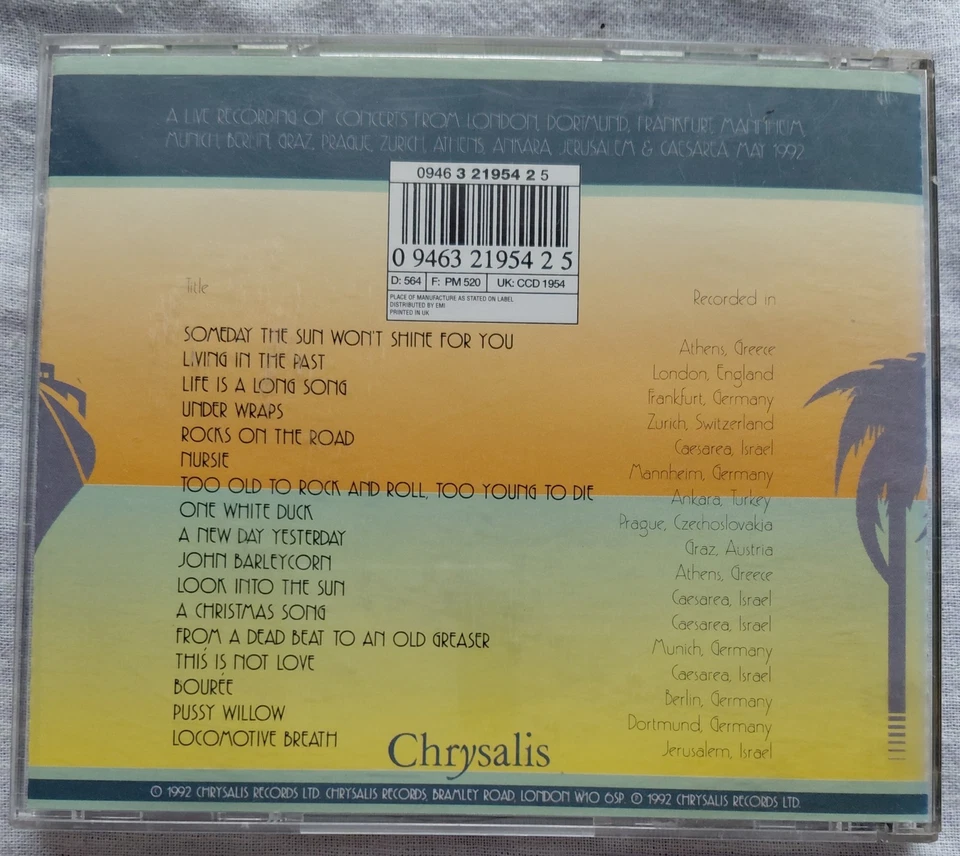 A LIVE RECORDING OF CONCERTS FROM LONDON, DORTMUND, FRANKFURT, MANNHEIM,
MUNICH, BERLIN, GRAZ, PRAGUE, ZURICH, ATHENS, ANKARA, JERUSALEM & CAESAREA MAY 1992
0946 3 21954 2 5
0 9463 21954 2 5
D: 564 F: PM 520 UK: CCD 1954
PLACE OF MANUFACTURE AS STATED ON LABEL
DISTRIBUTED BY EMI
PRINTED IN UK
Title Recorded in
SOMEDAY THE SUN WON'T SHINE FOR YOU Athens, Greece
LIVING IN THE PAST London, England
LIFE IS A LONG SONG Frankfurt, Germany
UNDER WRAPS Zurich, Switzerland
ROCKS ON THE ROAD Caesarea, Israel
NURSIE Mannheim, Germany
TOO OLD TO ROCK AND ROLL, TOO YOUNG TO DIE Ankara, Turkey
ONE WHITE DUCK Prague, Czechoslovakia
A NEW DAY YESTERDAY Graz, Austria
JOHN BARLEYCORN Athens, Greece
LOOK INTO THE SUN Caesarea, Israel
A CHRISTMAS SONG Caesarea, Israel
FROM A DEAD BEAT TO AN OLD GREASER Munich, Germany
THIS IS NOT LOVE Caesarea, Israel
BOURÉE Berlin, Germany
PUSSY WILLOW Dortmund, Germany
LOCOMOTIVE BREATH Jerusalem, Israel
Chrysalis
© 1992 CHRYSALIS RECORDS LTD. CHRYSALIS RECORDS, BRAMLEY ROAD, LONDON W10 6SP. ℗ 1992 CHRYSALIS RECORDS LTD.